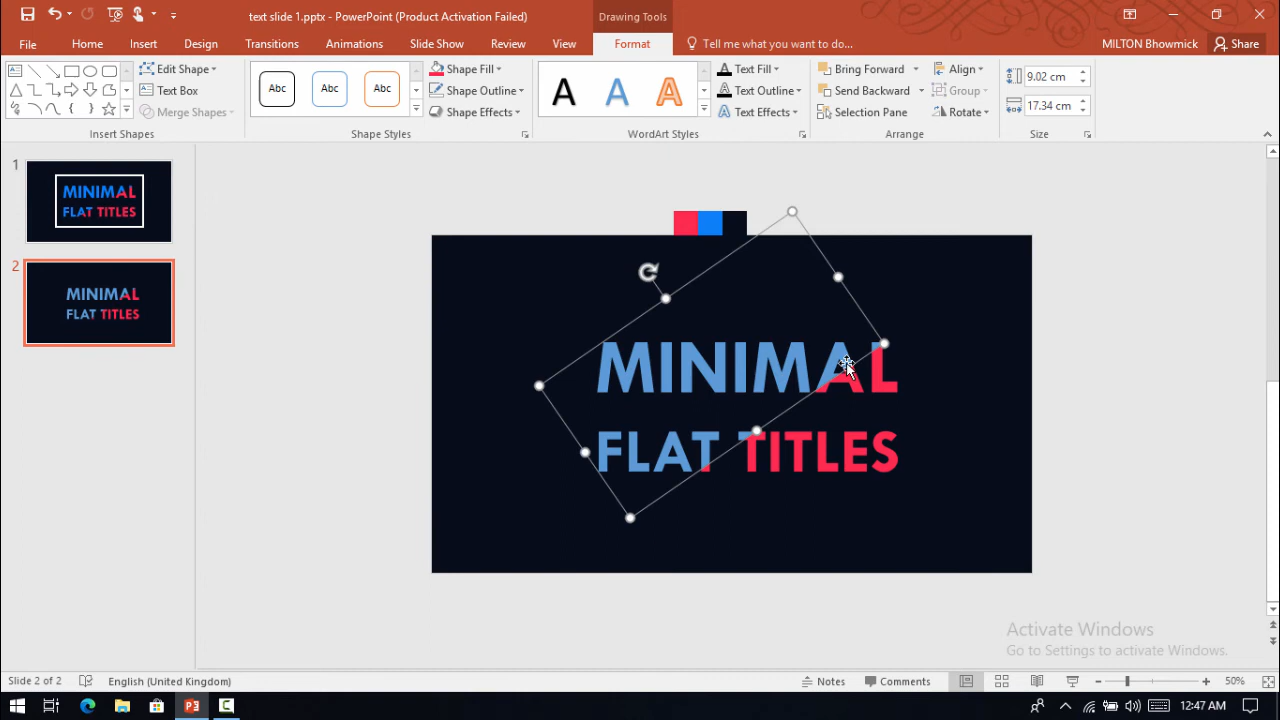 text slide 1.pptx - PowerPoint (Product Activation Failed)
Drawing Tools
File Home Insert Design Transitions Animations Slide Show Review View Format Tell me what you want to do... MILTON Bhowmick Share
Edit Shape
Text Box
Merge Shapes
Insert Shapes
Abc Abc Abc
Shape Fill
Shape Outline
Shape Effects
Shape Styles
A A A
Text Fill
Text Outline
Text Effects
WordArt Styles
Bring Forward
Send Backward
Selection Pane
Align
Group
Rotate
Arrange
9.02 cm
17.34 cm
Size
1
MINIMAL
FLAT TITLES
2
MINIMAL
FLAT TITLES
MINIMAL
FLAT TITLES
Activate Windows
Go to Settings to activate Windows.
Slide 2 of 2 English (United Kingdom) Notes Comments 50%
12:47 AM